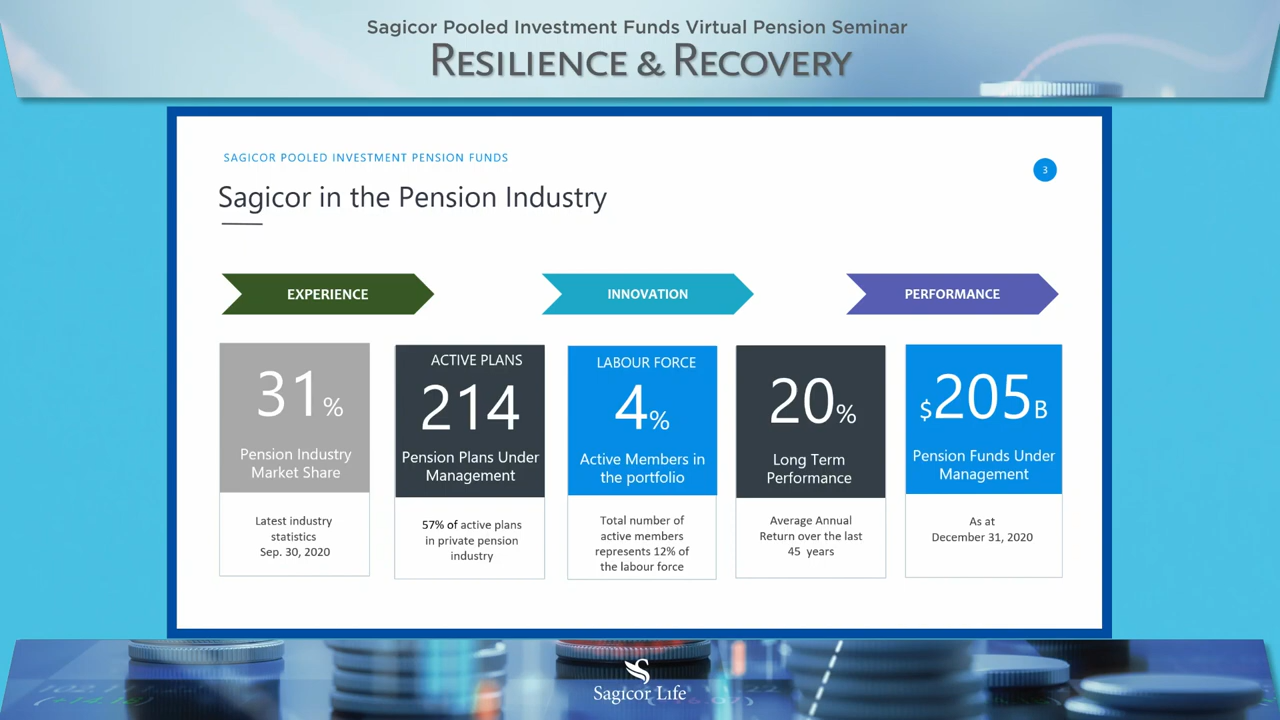 Sagicor Pooled Investment Funds Virtual Pension Seminar
RESILIENCE & RECOVERY
SAGICOR POOLED INVESTMENT PENSION FUNDS
3
Sagicor in the Pension Industry
EXPERIENCE
INNOVATION
PERFORMANCE
31%
Pension Industry
Market Share
Latest industry
statistics
Sep. 30, 2020
ACTIVE PLANS
214
Pension Plans Under
Management
57% of active plans
in private pension
industry
LABOUR FORCE
4%
Active Members in
the portfolio
Total number of
active members
represents 12% of
the labour force
20%
Long Term
Performance
Average Annual
Return over the last
45 years
$205B
Pension Funds Under
Management
As at
December 31, 2020
Sagicor Life